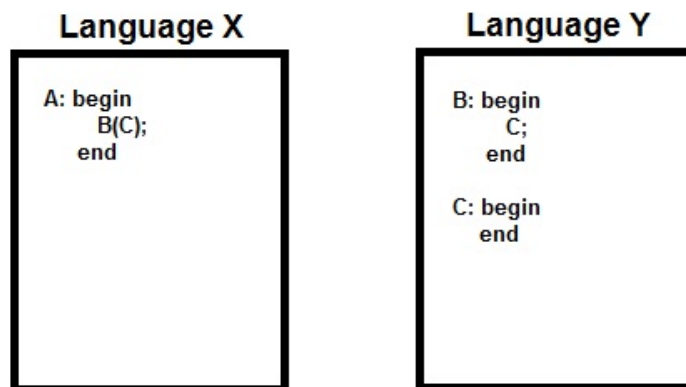 Language X
A: begin
B(C);
end
Language Y
B: begin
C;
end
C: begin
end